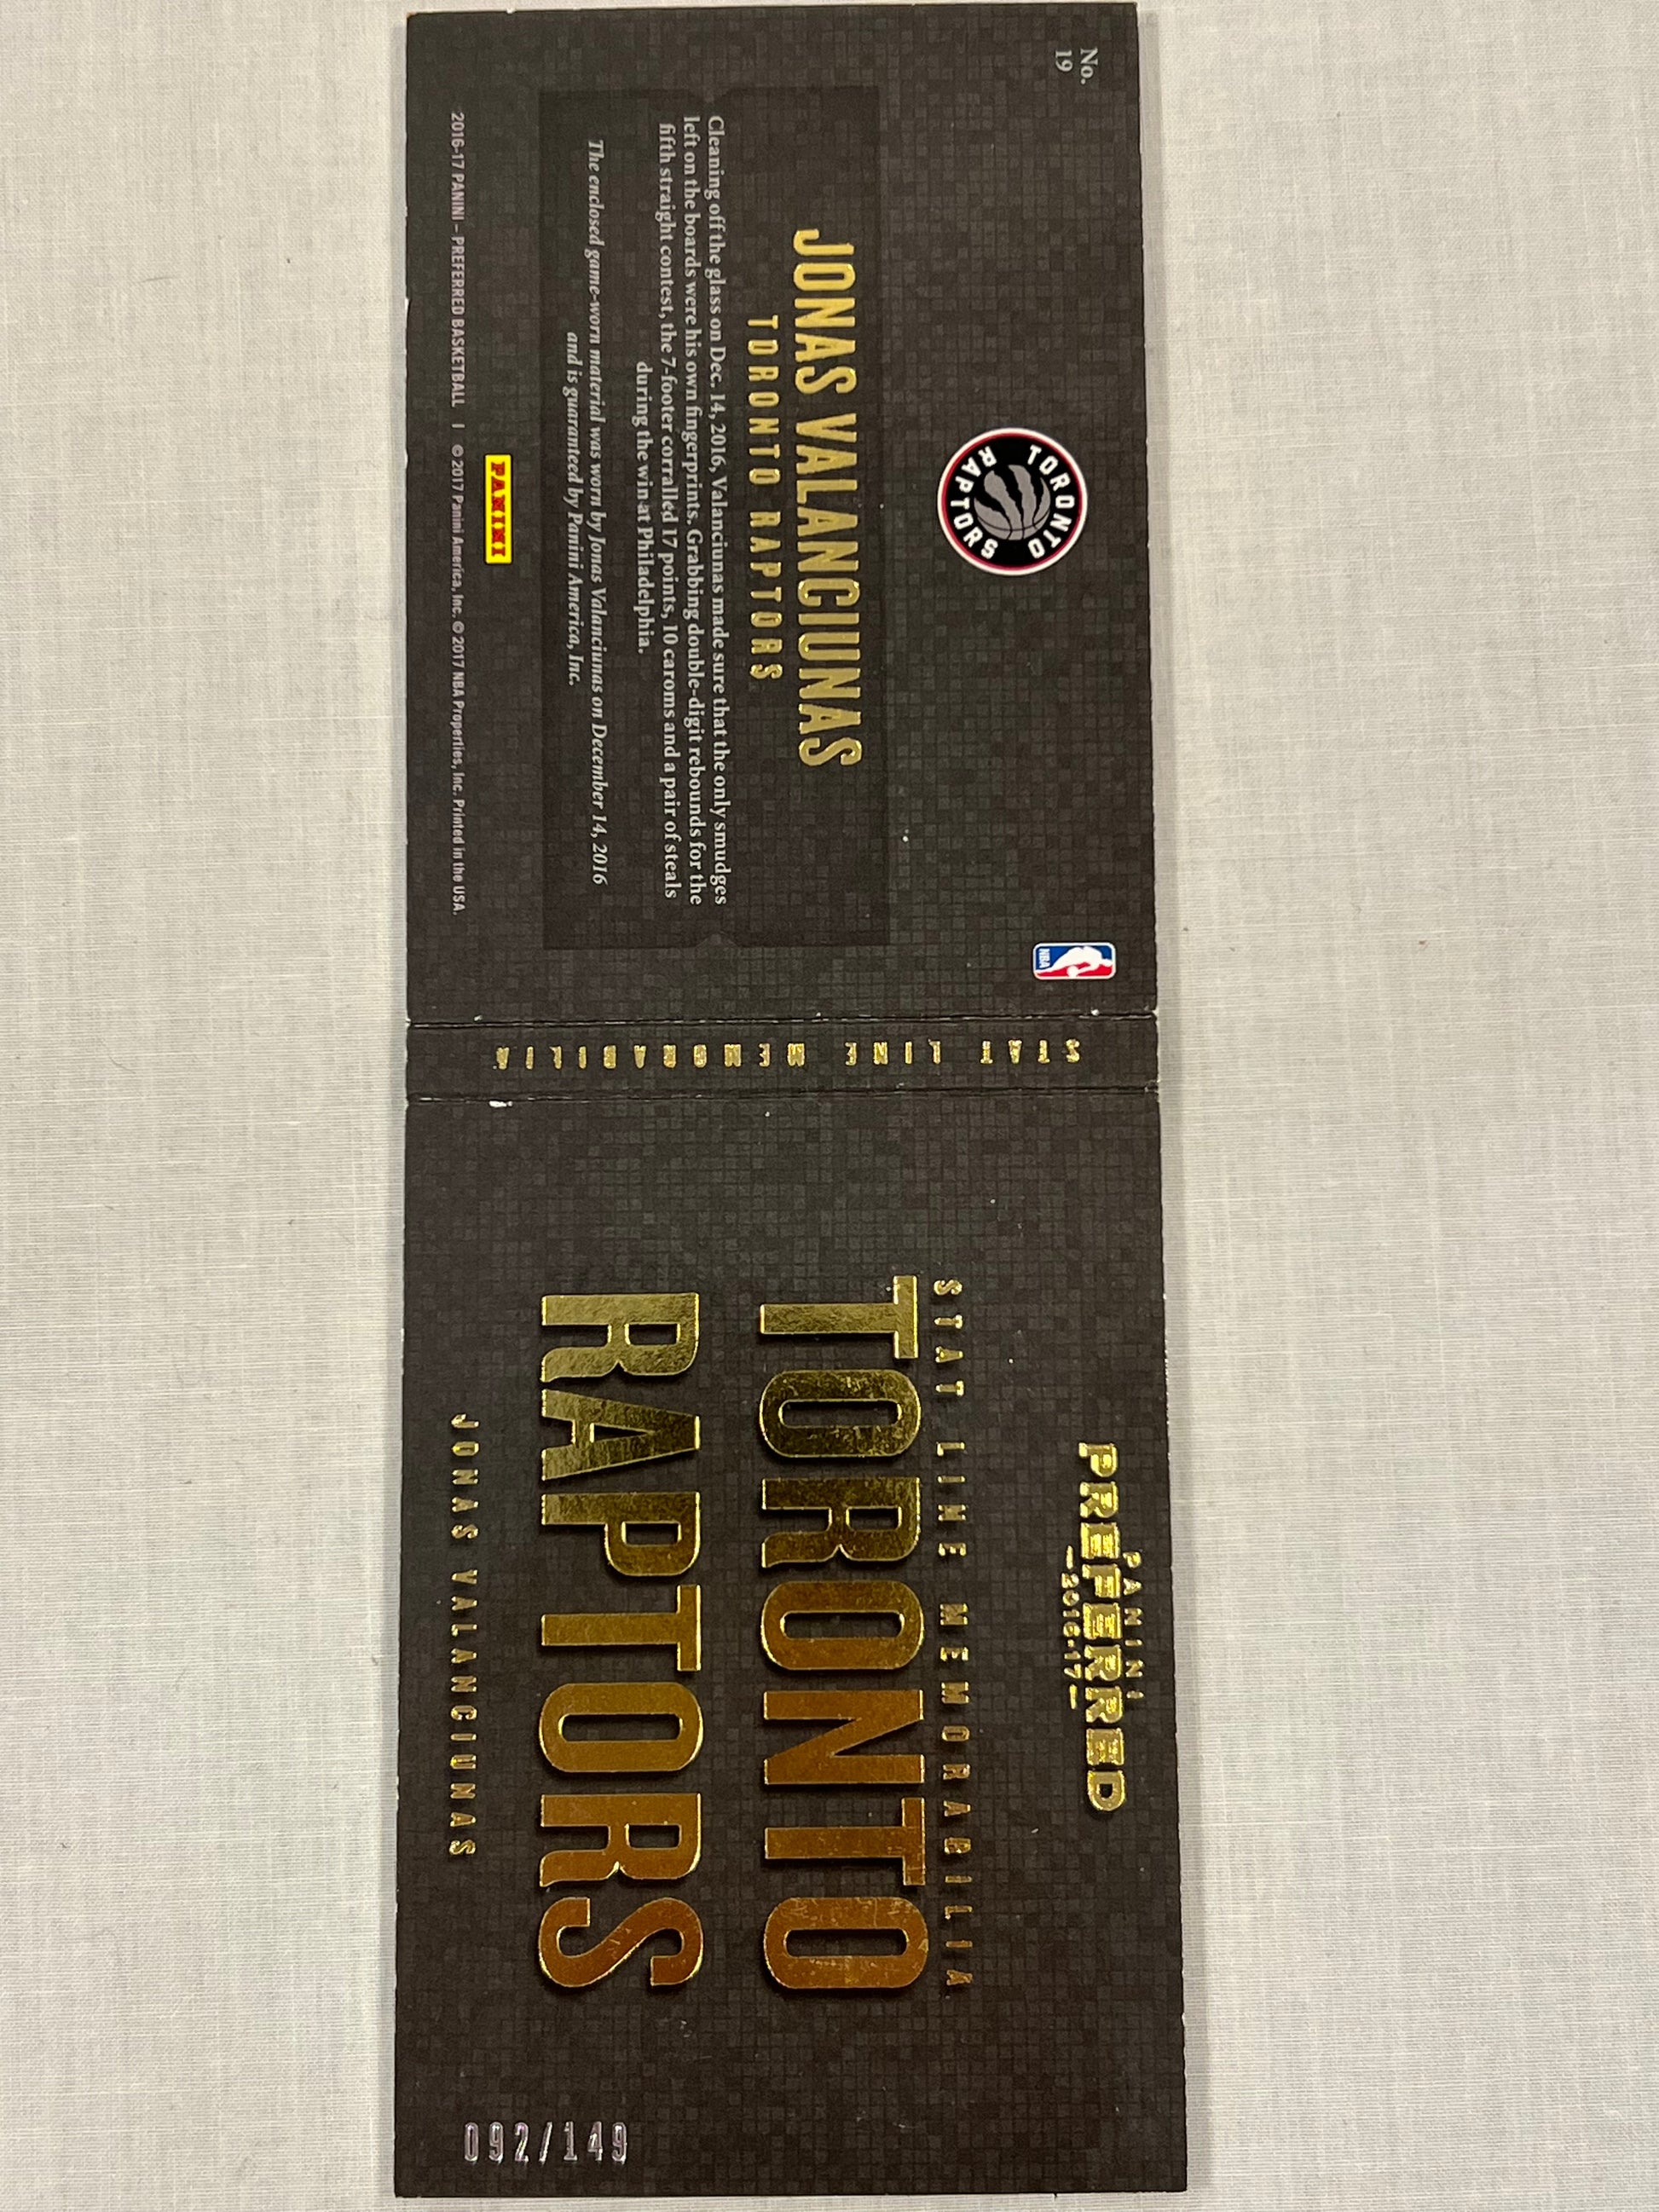 No.
19
TORONTO
RAPTORS
JONAS VALANCIUNAS
TORONTO RAPTORS
Cleaning off the glass on Dec. 14, 2016, Valanciunas made sure that the only smudges
left on the boards were his own fingerprints. Grabbing double-digit rebounds for the
fifth straight contest, the 7-footer corralled 17 points, 10 caroms and a pair of steals
during the win at Philadelphia.
The enclosed game-worn material was worn by Jonas Valanciunas on December 14, 2016
and is guaranteed by Panini America, Inc.
PANINI
2016-17 PANINI – PREFERRED BASKETBALL | © 2017 Panini America, Inc. © 2017 NBA Properties, Inc. Printed in the USA.
NBA
STAT LINE MEMORABILIA
PANINI
PREFERRED
—2016-17—
STAT LINE MEMORABILIA
TORONTO
RAPTORS
JONAS VALANCIUNAS
092/149